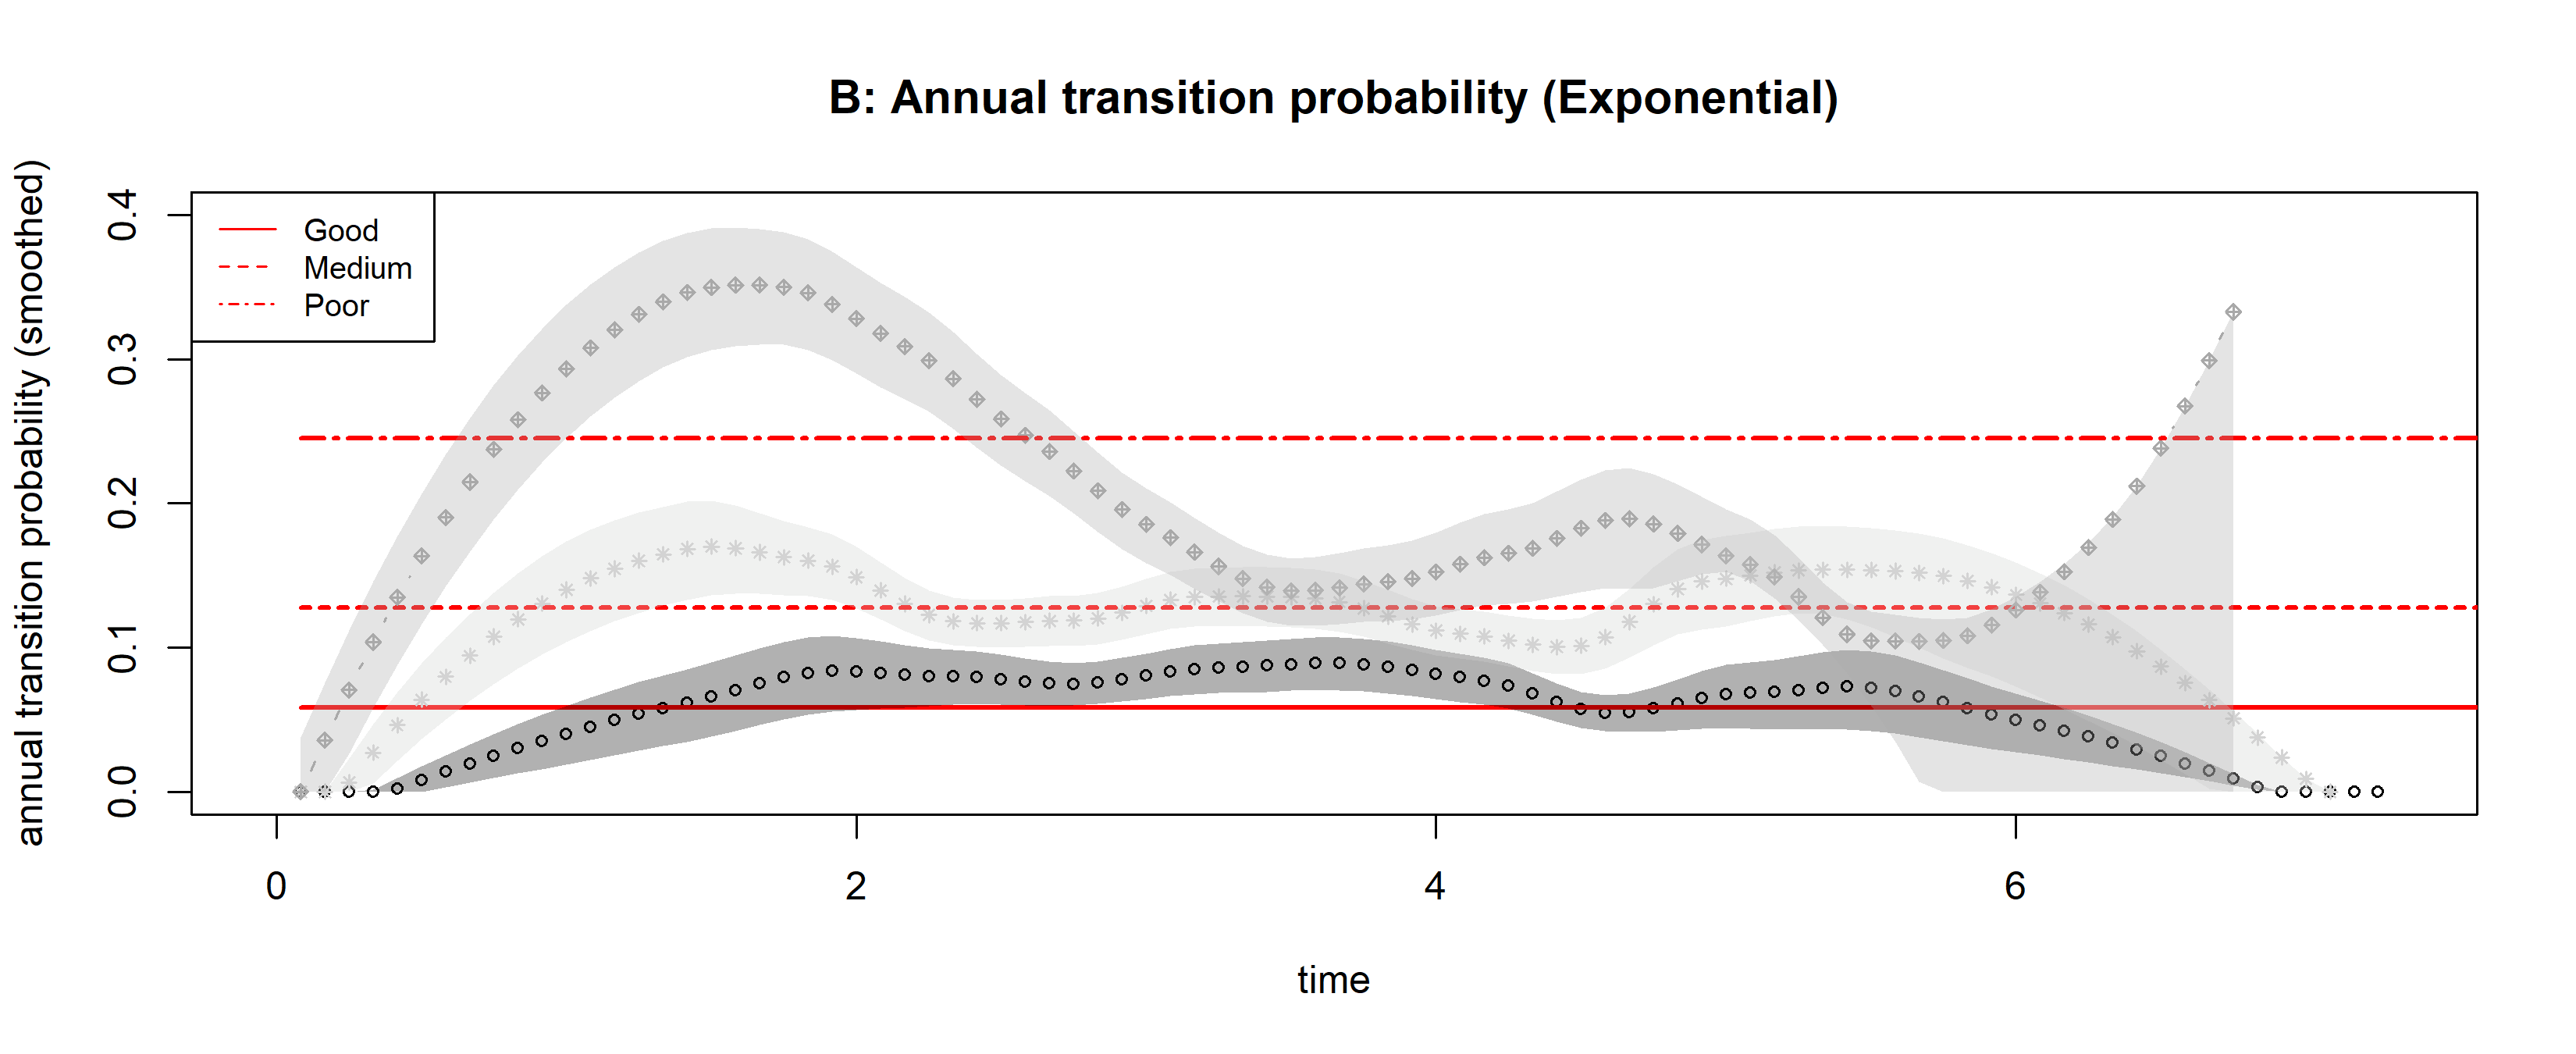 B: Annual transition probability (Exponential)
annual transition probability (smoothed)
0.4
0.3
0.2
0.1
0.0
Good
Medium
Poor
0
2
4
6
time